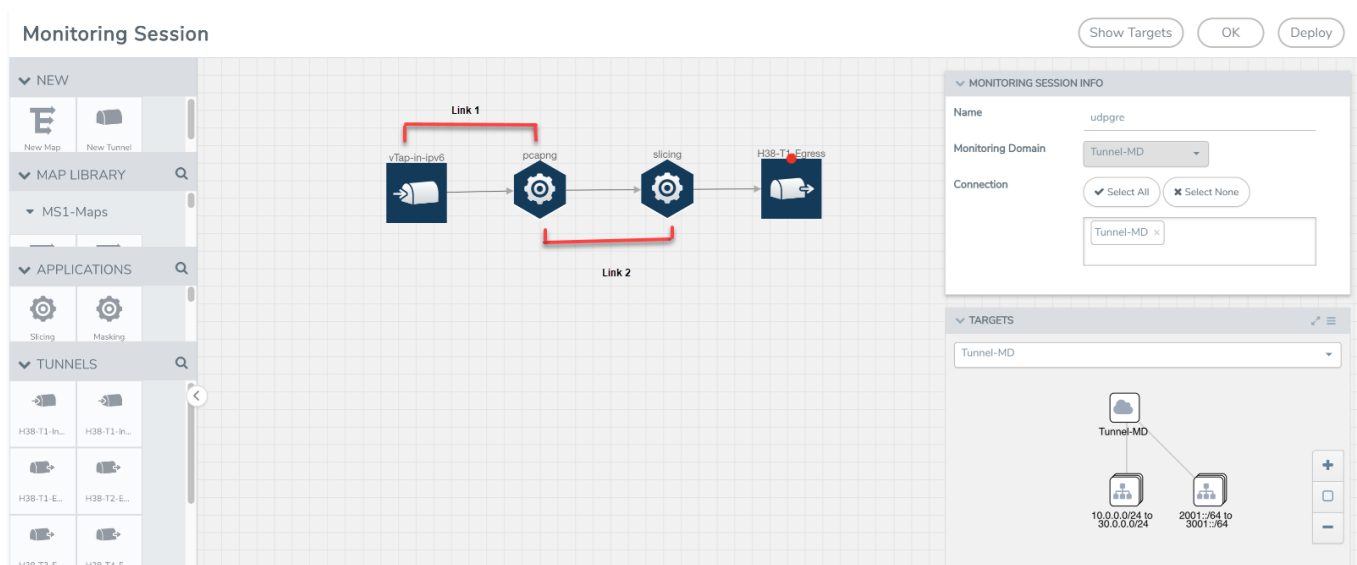 Monitoring Session
Show Targets
OK
Deploy
NEW
New Map
New Tunnel
MAP LIBRARY
MS1-Maps
APPLICATIONS
Slicing
Masking
TUNNELS
H38-T1-In...
H38-T1-In...
H38-T1-E...
H38-T2-E...
Link 1
vTap-in-ipv6
pcapng
slicing
H38-T1-Egress
Link 2
MONITORING SESSION INFO
Name
udpgre
Monitoring Domain
Tunnel-MD
Connection
Select All
Select None
Tunnel-MD ×
TARGETS
Tunnel-MD
Tunnel-MD
10.0.0.0/24 to
30.0.0.0/24
2001::/64 to
3001::/64